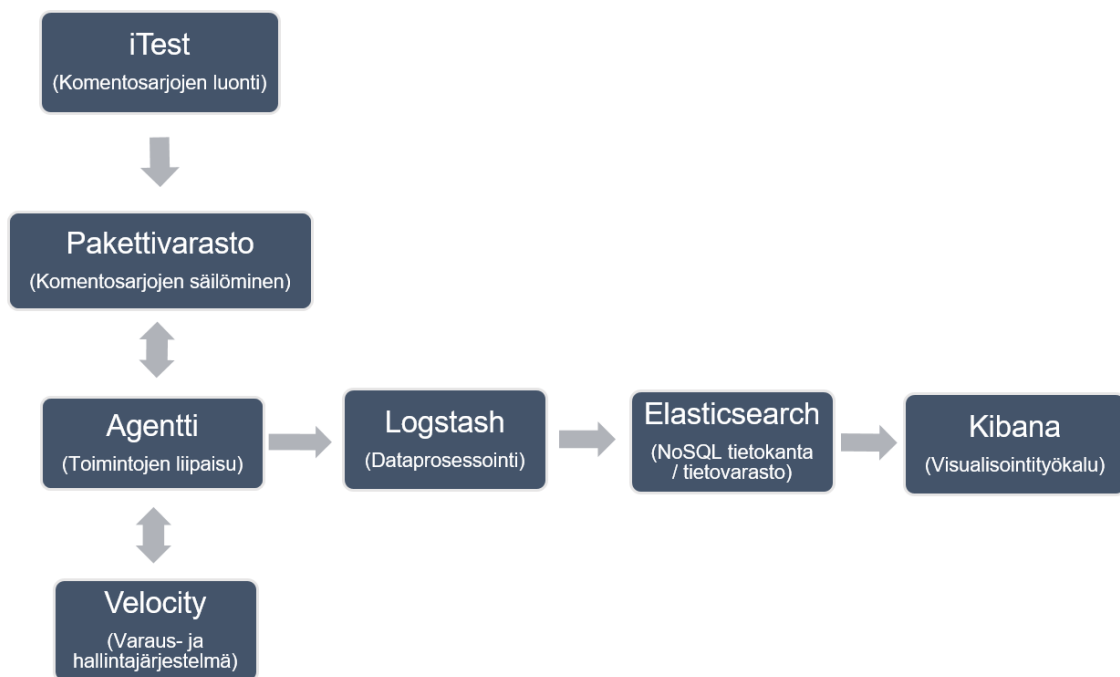 iTest
(Komentosarjojen luonti)
Pakettivarasto
(Komentosarjojen säilöminen)
Agentti
(Toimintojen liipaisu)
Logstash
(Dataprosessointi)
Elasticsearch
(NoSQL tietokanta
/ tietovarasto)
Kibana
(Visualisointityökalu)
Velocity
(Varaus- ja
hallintajärjestelmä)